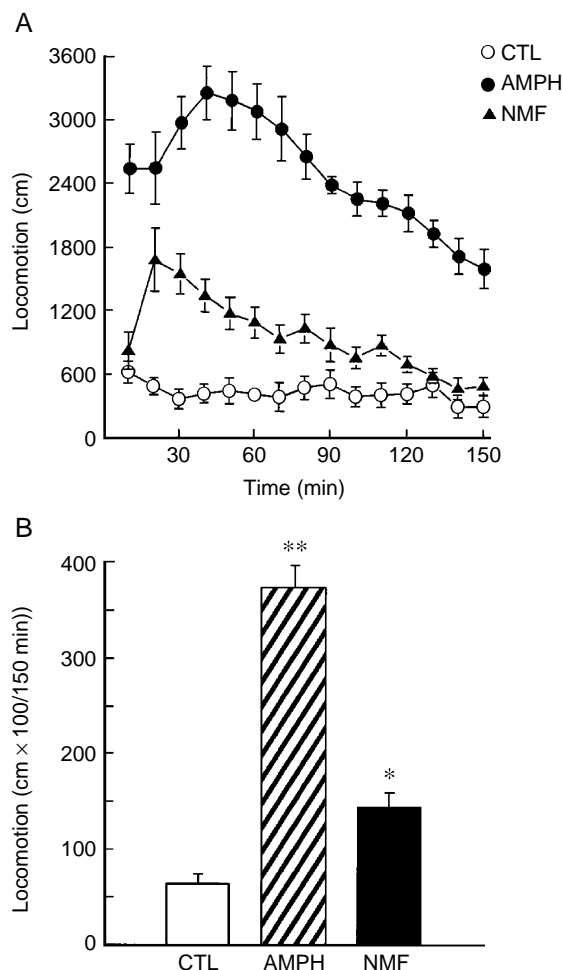 A
CTL
AMPH
NMF
Locomotion (cm)
3600
3000
2400
1800
1200
600
0
30 60 90 120 150
Time (min)
B
Locomotion (cm × 100/150 min))
400
300
200
100
0
**
*
CTL AMPH NMF